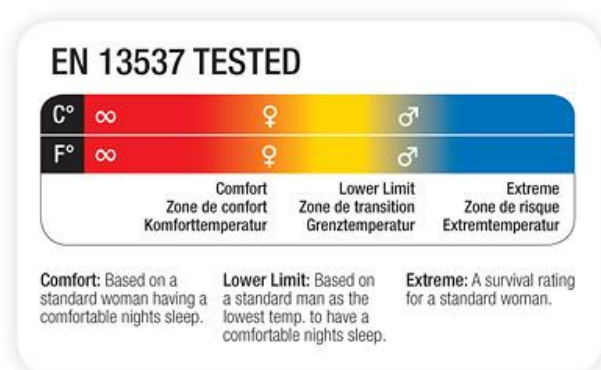 EN 13537 TESTED
C° ∞ ♀ ♂
F° ∞ ♀ ♂
Comfort
Zone de confort
Komforttemperatur
Lower Limit
Zone de transition
Grenztemperatur
Extreme
Zone de risque
Extremtemperatur
Comfort: Based on a
standard woman having a
comfortable nights sleep.
Lower Limit: Based on
a standard man as the
lowest temp. to have a
comfortable nights sleep.
Extreme: A survival rating
for a standard woman.